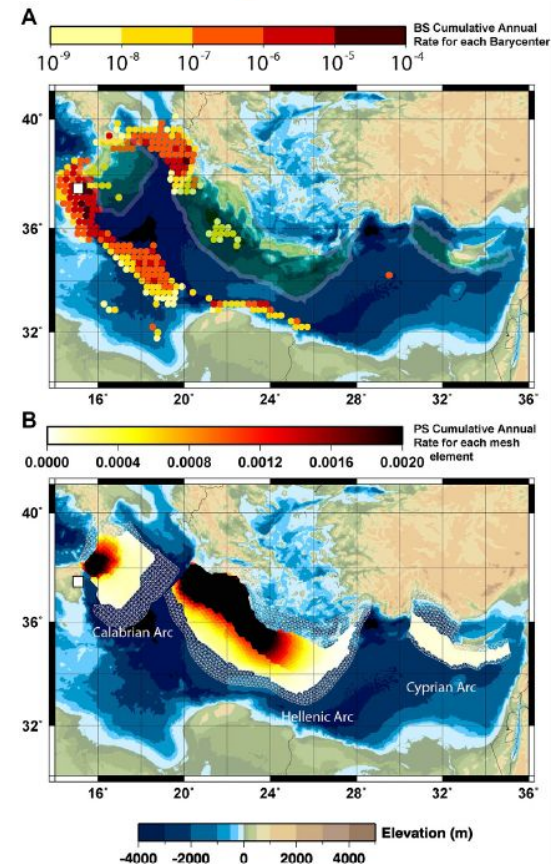 A
BS Cumulative Annual
Rate for each Barycenter
10⁻⁹ 10⁻⁸ 10⁻⁷ 10⁻⁶ 10⁻⁵ 10⁻⁴
40°
36°
32°
16° 20° 24° 28° 32° 36°
B
PS Cumulative Annual
Rate for each mesh
element
0.0000 0.0004 0.0008 0.0012 0.0016 0.0020
40°
36°
Calabrian Arc
Cyprian Arc
Hellenic Arc
32°
16° 20° 24° 28° 32° 36°
Elevation (m)
-4000 -2000 0 2000 4000